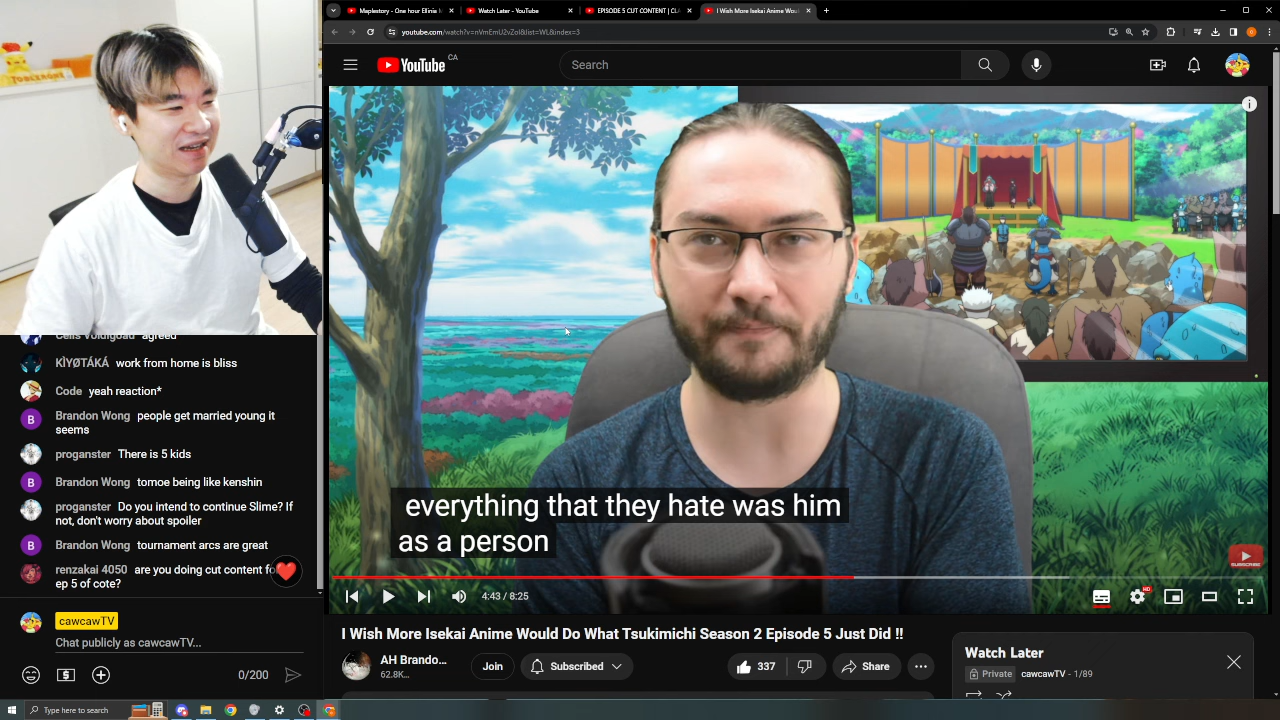 Maplestory - One hour Ellinia
Watch Later - YouTube
EPISODE 5 CUT CONTENT | CL
I Wish More Isekai Anime Wou
youtube.com/watch?v=nVmEmU2vZoI&list=WL&index=3
YouTube CA
Search
agreed
KÌYØTÁKÁ work from home is bliss
Code yeah reaction*
B Brandon Wong people get married young it
seems
proganster There is 5 kids
B Brandon Wong tomoe being like kenshin
proganster Do you intend to continue Slime? If
not, don't worry about spoiler
B Brandon Wong tournament arcs are great
renzakai 4050 are you doing cut content fo
ep 5 of cote?
cawcawTV
Chat publicly as cawcawTV...
0/200
everything that they hate was him
as a person
SUBSCRIBE
4:43 / 8:25
HD
I Wish More Isekai Anime Would Do What Tsukimichi Season 2 Episode 5 Just Did !!
AH Brando...
62.8K...
Join
Subscribed
337
Share
Watch Later
Private cawcawTV - 1/89
Type here to search